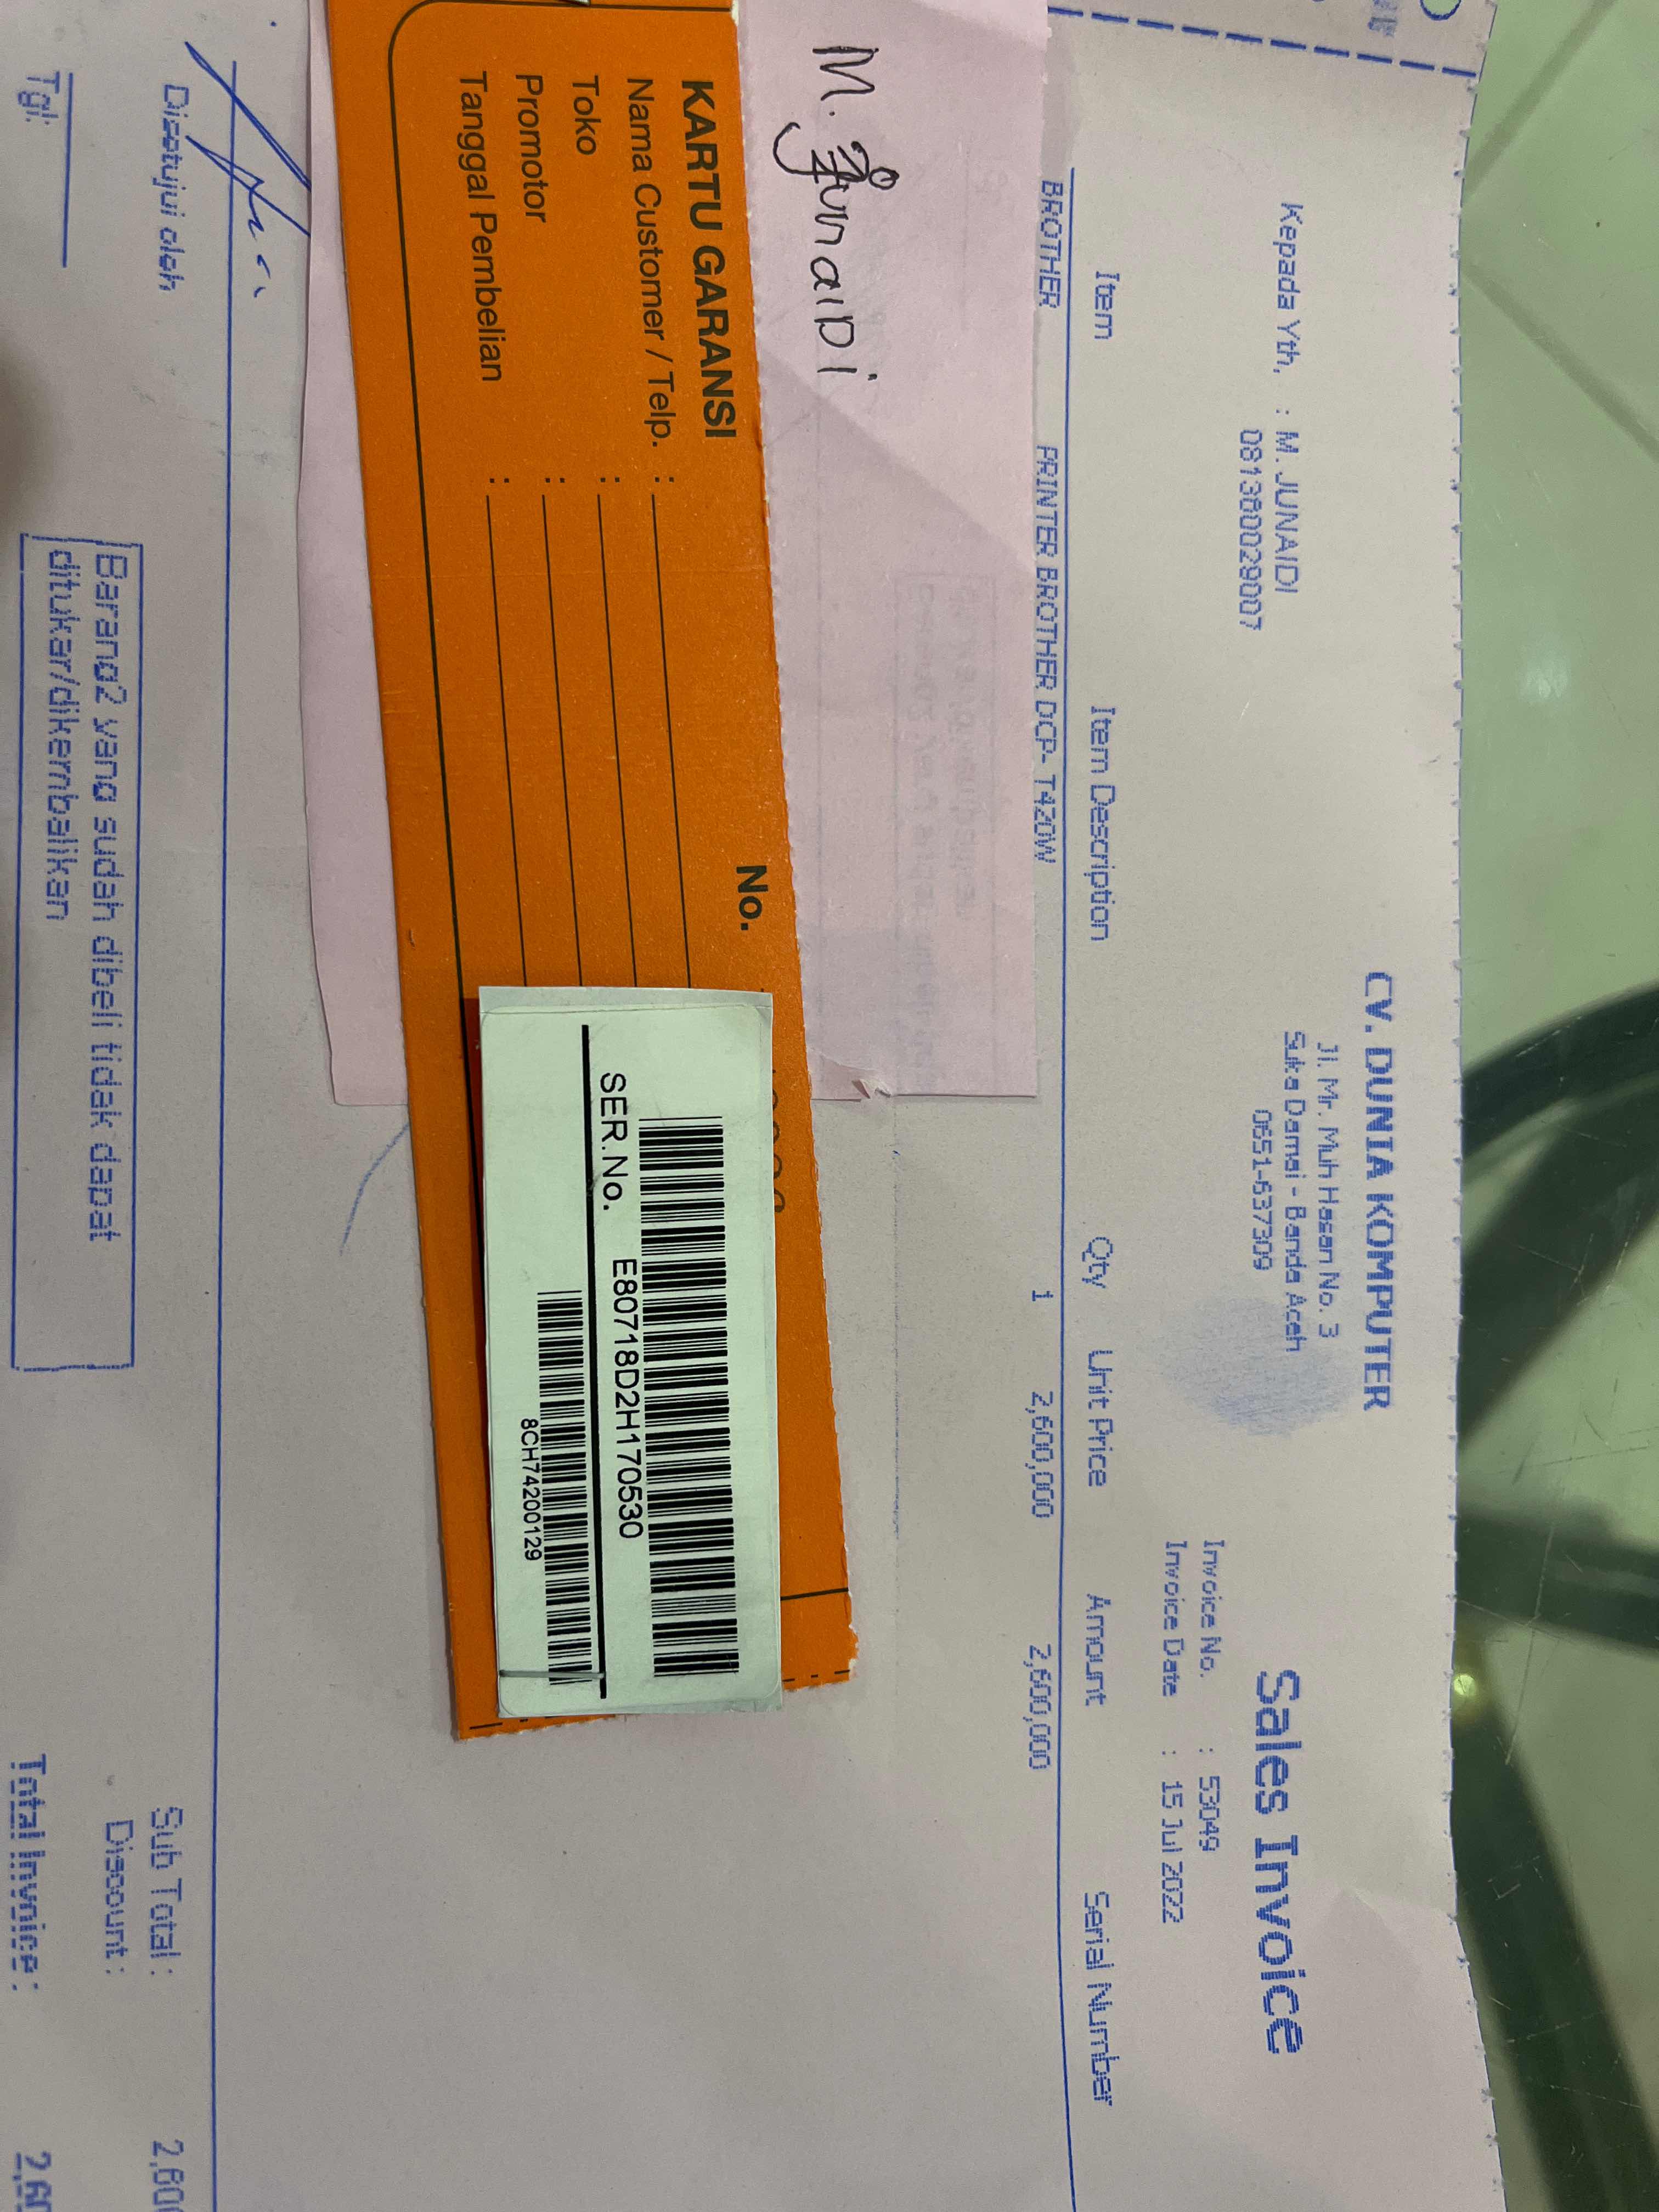 CV. DUNIA KOMPUTER
Jl. Mr. Muh Hasan No. 3
Suka Damai - Banda Aceh
0651-637309
Sales Invoice
Kepada Yth. : M. JUNAIDI
081380029007
Invoice No. : 53049
Invoice Date : 15 Jul 2022
Item Item Description Qty Unit Price Amount Serial Number
BROTHER PRINTER BROTHER DCP- T420W 1 2,600,000 2,600,000
M. Junaidi
No.
KARTU GARANSI
Nama Customer / Telp. :
Toko :
Promotor :
Tanggal Pembelian :
SER.No. E80718D2H170530
8CH74200129
Disetujui oleh
Tgl:
Barang2 yang sudah dibeli tidak dapat
ditukar/dikembalikan
Sub Total :
Discount :
Total Invoice :